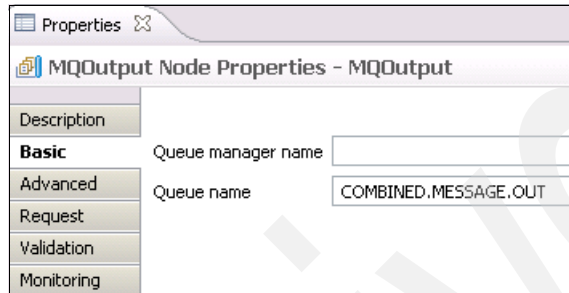 Properties
MQOutput Node Properties - MQOutput
Description
Basic
Queue manager name
Advanced
Queue name COMBINED.MESSAGE.OUT
Request
Validation
Monitoring